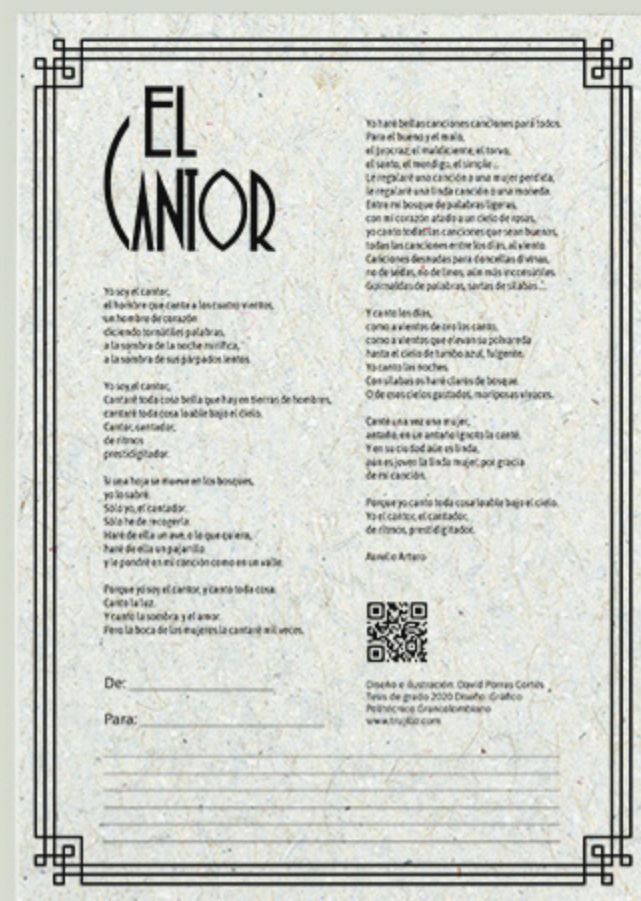 EL
CANTOR
Yo soy el cantor,
el hombre que canta a los cuatro vientos,
un hombre de corazón
diciendo tornátiles palabras,
a la sombra de la noche mirífica,
a la sombra de sus párpados lentos.
Yo soy el cantor,
Cantaré toda cosa bella que hay en tierras de hombres,
cantaré toda cosa loable bajo el cielo.
Cantor, cantador,
de ritmos
prestidigitador.
Si una hoja se mueve en los bosques,
yo lo sabré.
Sólo yo, el cantador.
Sólo he de recogerla.
Haré de ella un ave, o lo que quiera,
haré de ella un pajarillo
y le pondré en mi canción como en un valle.
Porque yo soy el cantor, y canto toda cosa.
Canto la luz.
Y canto la sombra y el amor.
Pero la boca de las mujeres la cantaré mil veces.
De:
Para:
Yo haré bellas canciones canciones para todos.
Para el bueno y el malo,
el procraz, el maldiciente, el torvo,
el santo, el mendigo, el simple...
Le regalaré una canción a una mujer perdida,
le regalaré una linda canción a una moneda.
Entre mi bosque de palabras ligeras,
con mi corazón atado a un cielo de rosas,
yo canto todas las canciones que sean buenas,
todas las canciones entre los días, al viento.
Canciones desnudas para doncellas divinas,
no de sedas, no de linos, aún más inconsútiles.
Guirnaldas de palabras, sartas de sílabas...
Y canto los días,
como a vientos de oro los canto,
como a vientos que elevan su polvareda
hasta el cielo de tumbo azul, fulgente.
Yo canto las noches.
Con sílabas os haré claros de bosque.
O de esos cielos gastados, mariposas vivaces.
Canté una vez una mujer,
antaño, en un antaño ignoto la canté.
Y en su ciudad aún es linda,
aún es joven la linda mujer, por gracia
de mi canción.
Porque yo canto toda cosa loable bajo el cielo.
Yo el cantor, el cantador,
de ritmos, prestidigitador.
Aurelio Arturo
Diseño e ilustración: David Porras Cortés
Tesis de grado 2020 Diseño Gráfico
Politécnico Grancolombiano